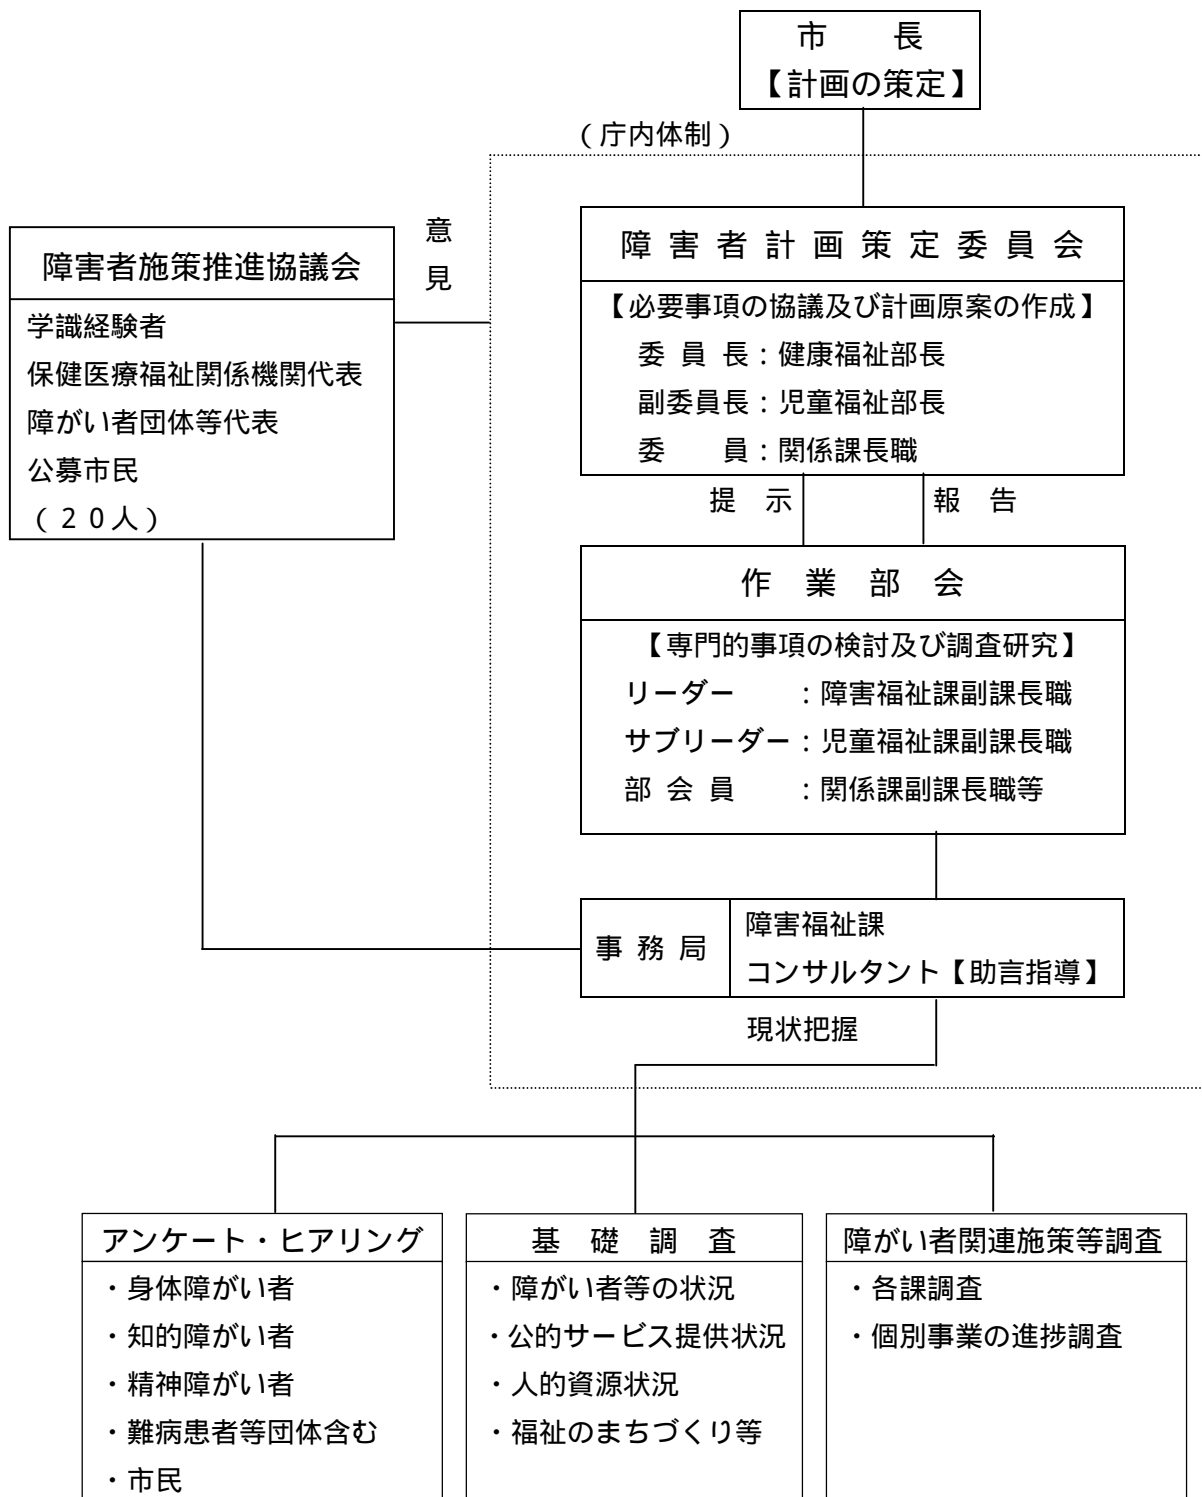 市　　長
【計画の策定】
（庁内体制）
意
見
障害者施策推進協議会
学識経験者
保健医療福祉関係機関代表
障がい者団体等代表
公募市民
（２０人）
障 害 者 計 画 策 定 委 員 会
【必要事項の協議及び計画原案の作成】
委 員 長：健康福祉部長
副委員長：児童福祉部長
委　　員：関係課長職
提　示
報　告
作　業　部　会
【専門的事項の検討及び調査研究】
リーダー　　：障害福祉課副課長職
サブリーダー：児童福祉課副課長職
部 会 員　　：関係課副課長職等
事 務 局
障害福祉課
コンサルタント【助言指導】
現状把握
アンケート・ヒアリング
・身体障がい者
・知的障がい者
・精神障がい者
・難病患者等団体含む
・市民
基　礎　調　査
・障がい者等の状況
・公的サービス提供状況
・人的資源状況
・福祉のまちづくり等
障がい者関連施策等調査
・各課調査
・個別事業の進捗調査